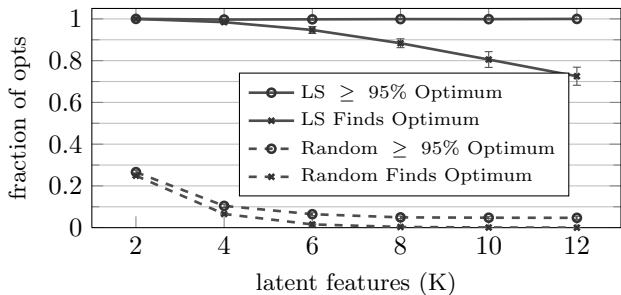 1
0.8
0.6
0.4
0.2
0
fraction of opts
LS ≥ 95% Optimum
LS Finds Optimum
Random ≥ 95% Optimum
Random Finds Optimum
2 4 6 8 10 12
latent features (K)